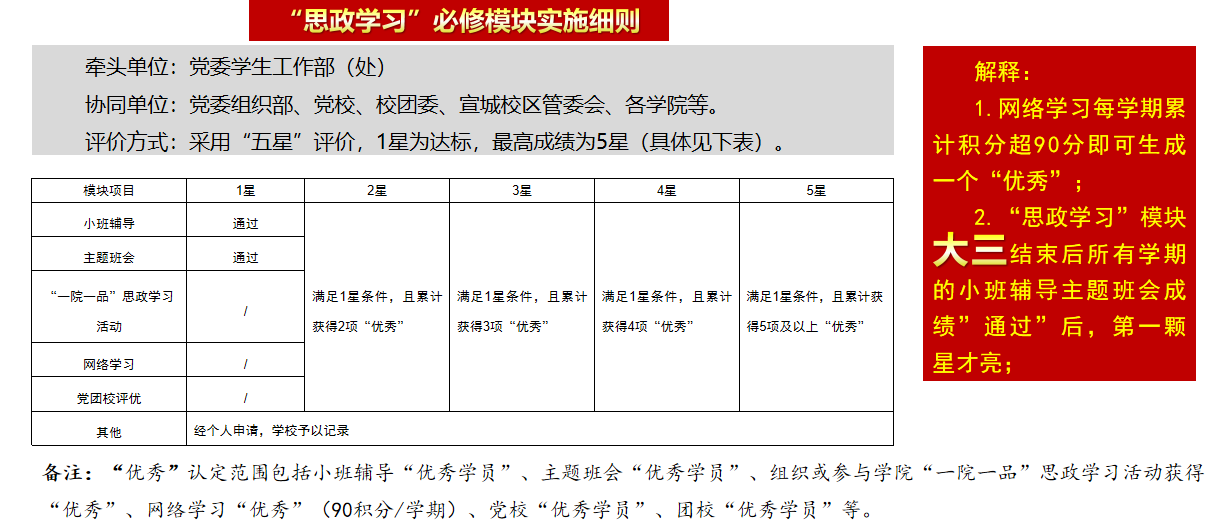 “思政学习”必修模块实施细则
牵头单位：党委学生工作部（处）
协同单位：党委组织部、党校、校团委、宣城校区管委会、各学院等。
评价方式：采用“五星”评价，1星为达标，最高成绩为5星（具体见下表）。
模块项目 1星 2星 3星 4星 5星
小班辅导 通过
主题班会 通过
“一院一品”思政学习
活动
/
满足1星条件，且累计
获得2项“优秀”
满足1星条件，且累计
获得3项“优秀”
满足1星条件，且累计
获得4项“优秀”
满足1星条件，且累计获
得5项及以上“优秀”
网络学习 /
党团校评优 /
其他 经个人申请，学校予以记录
备注：“优秀”认定范围包括小班辅导“优秀学员”、主题班会“优秀学员”、组织或参与学院“一院一品”思政学习活动获得
“优秀”、网络学习“优秀”（90积分/学期）、党校“优秀学员”、团校“优秀学员”等。
解释：
1.网络学习每学期累
计积分超90分即可生成
一个“优秀”；
2.“思政学习”模块
大三结束后所有学期
的小班辅导主题班会成
绩”通过”后，第一颗
星才亮；